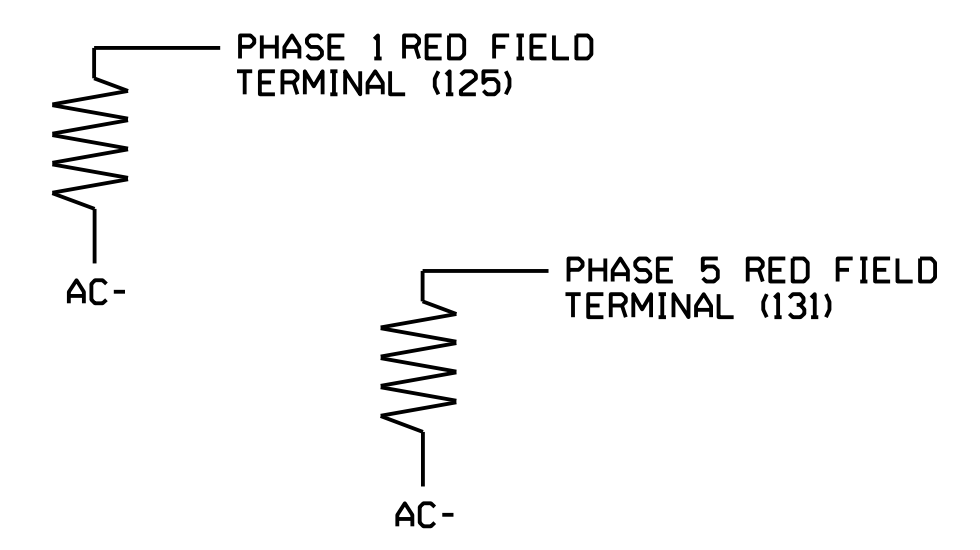 PHASE 1 RED FIELD
TERMINAL (125)
AC-
PHASE 5 RED FIELD
TERMINAL (131)
AC-